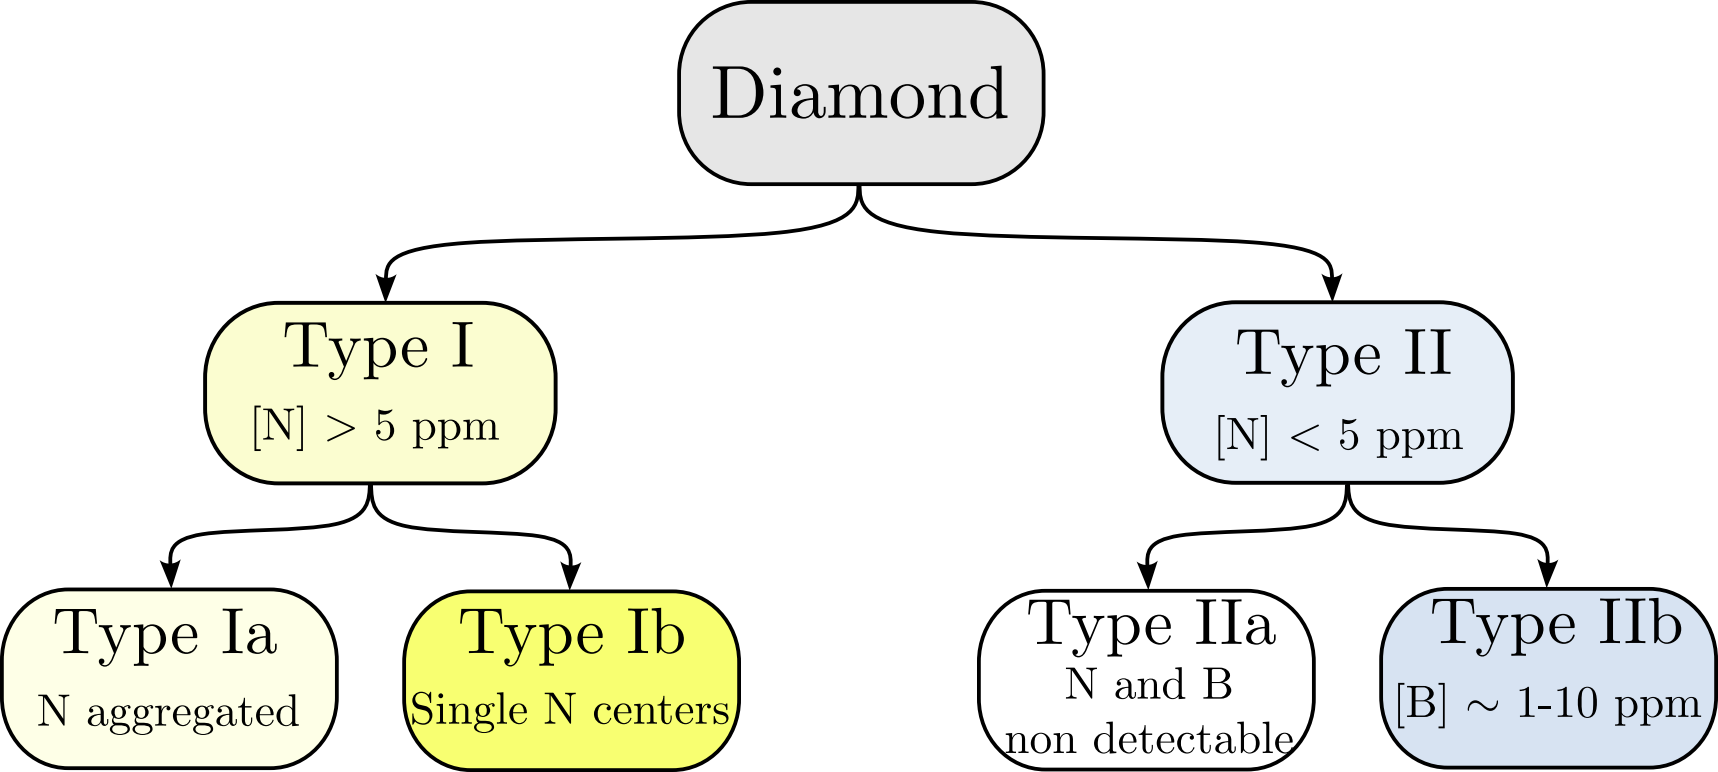 Diamond
Type I
[N] > 5 ppm
Type II
[N] < 5 ppm
Type Ia
N aggregated
Type Ib
Single N centers
Type IIa
N and B
non detectable
Type IIb
[B] ∼ 1-10 ppm